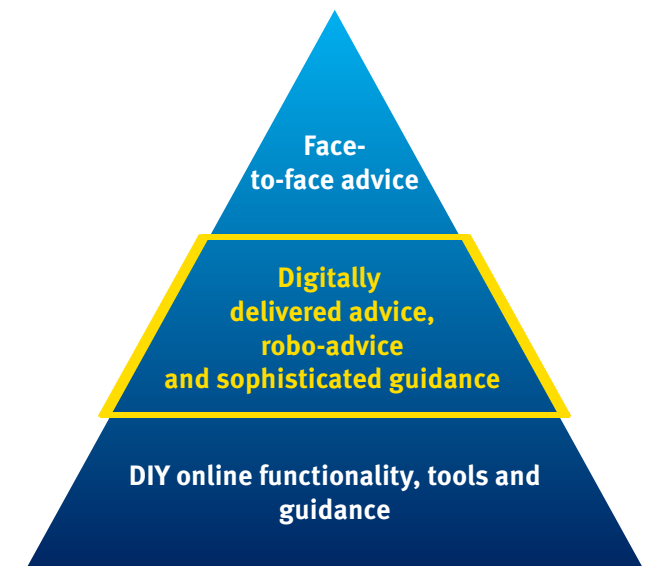 Face-
to-face advice
Digitally
delivered advice,
robo-advice
and sophisticated guidance
DIY online functionality, tools and
guidance